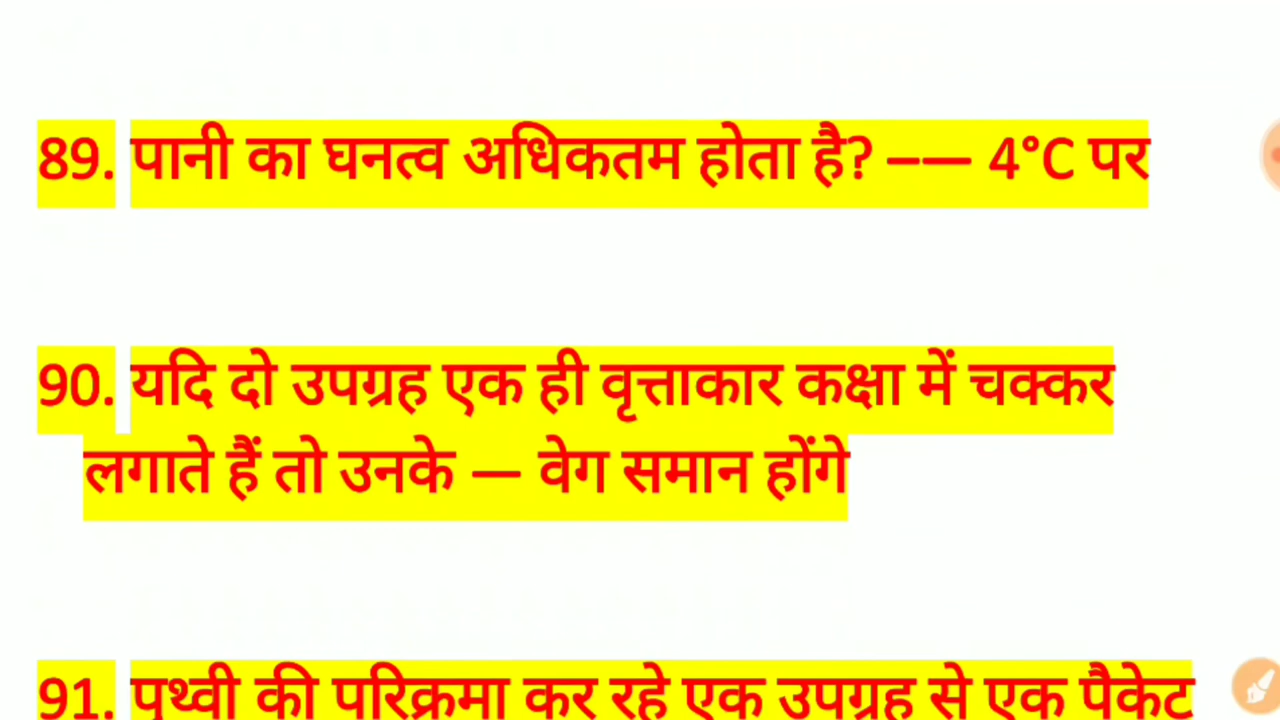 89. पानी का घनत्व अधिकतम होता है? –— 4°C पर
90. यदि दो उपग्रह एक ही वृत्ताकार कक्षा में चक्कर
लगाते हैं तो उनके — वेग समान होंगे
91. पृथ्वी की परिक्रमा कर रहे एक उपग्रह से एक पैकेट